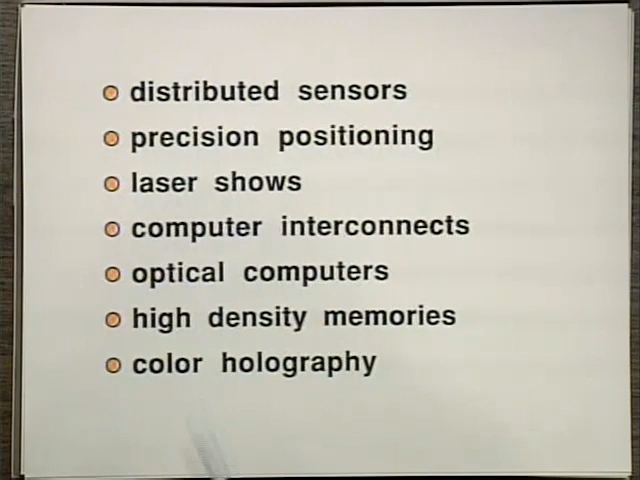 distributed sensors
precision positioning
laser shows
computer interconnects
optical computers
high density memories
color holography